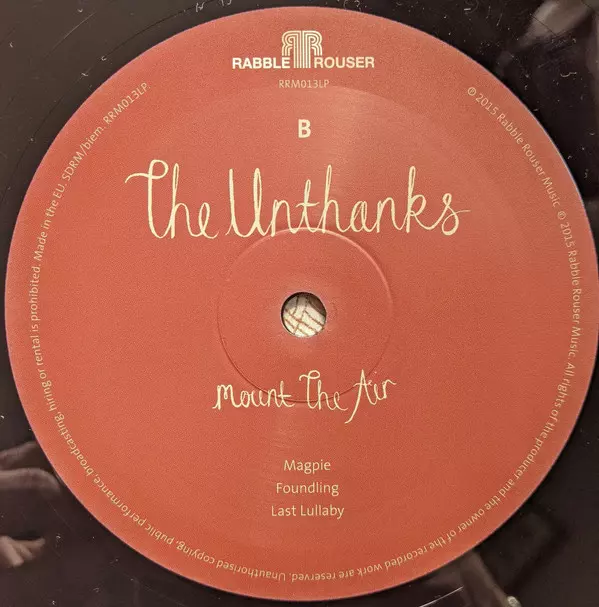 RABBLE ROUSER
RRM013LP
B
The Unthanks
Mount The Air
Magpie
Foundling
Last Lullaby
℗ 2015 Rabble Rouser Music. © 2015 Rabble Rouser Music. All rights of the producer and the owner of the recorded work are reserved. Unauthorised copying, public performance, broadcasting, hiring or rental is prohibited. Made in the EU. SDRM/biem. RRM013LP